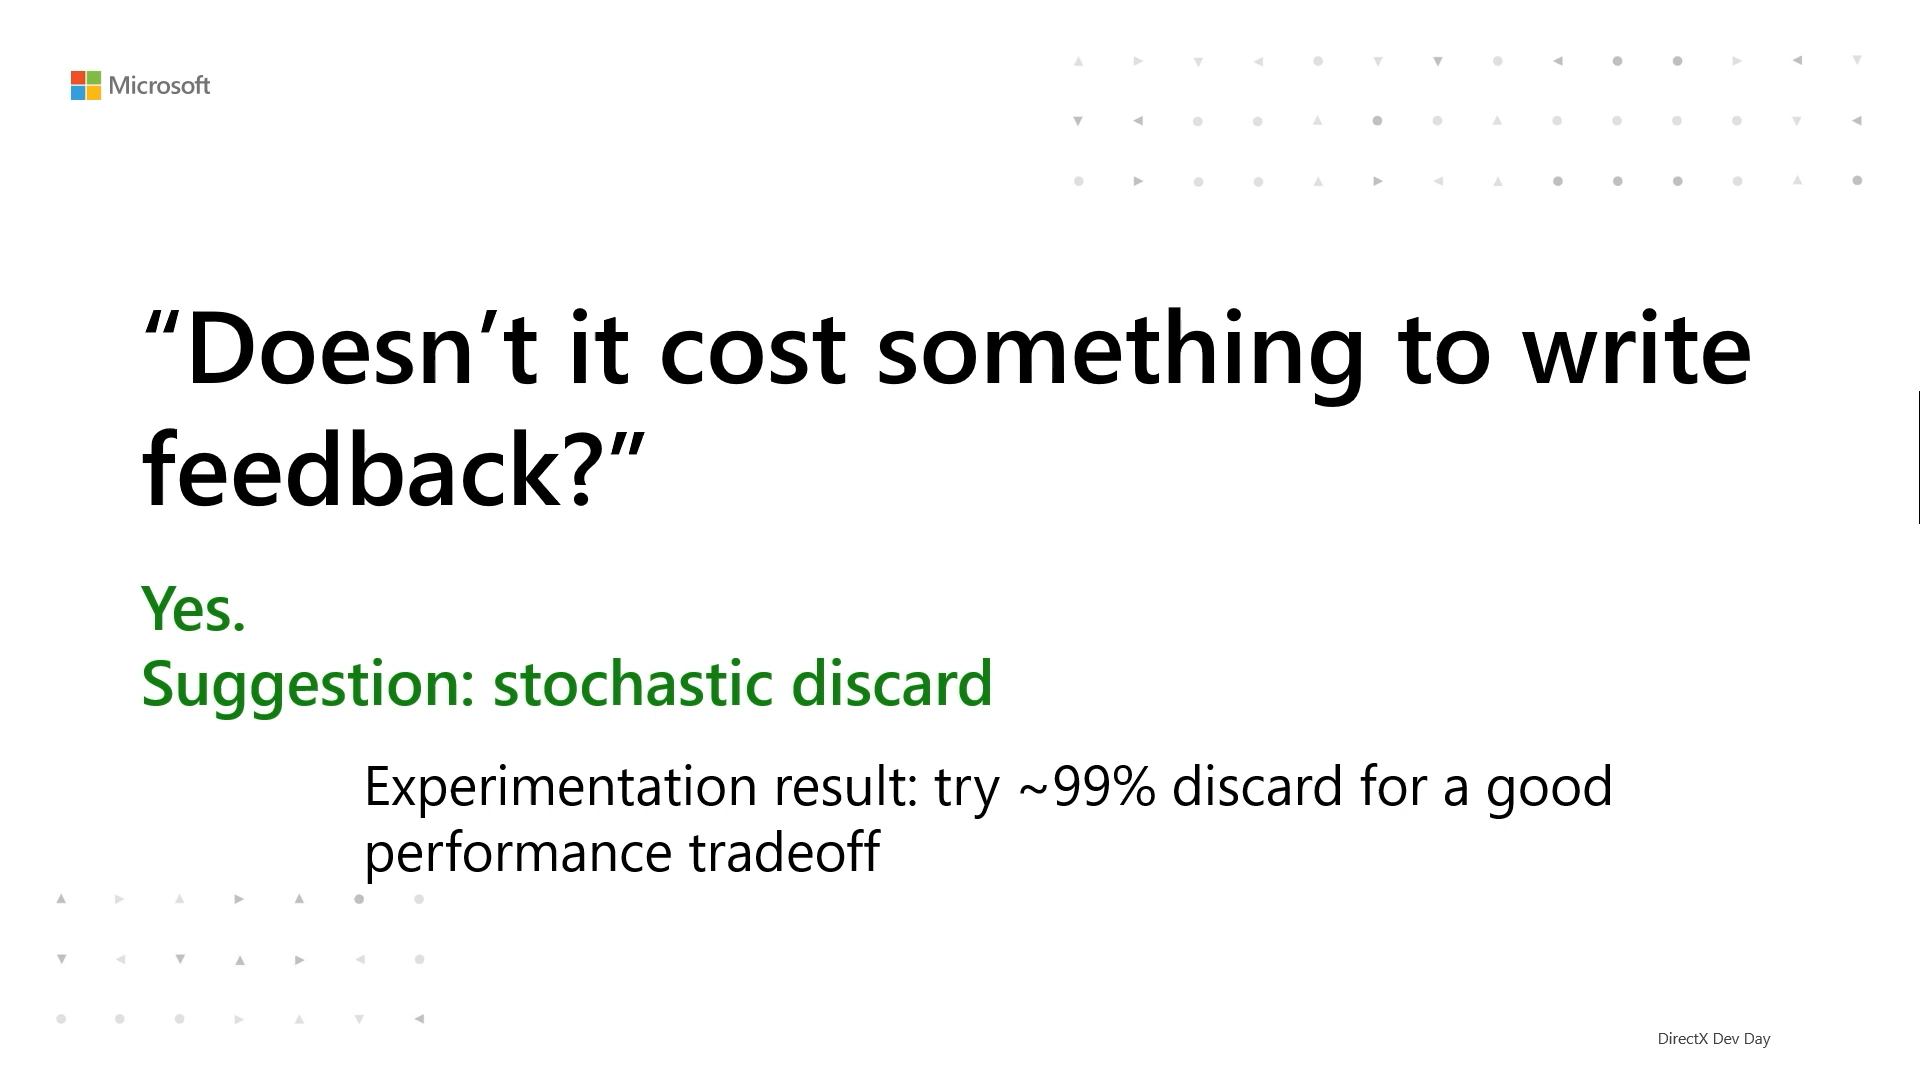 Microsoft
“Doesn’t it cost something to write
feedback?”
Yes.
Suggestion: stochastic discard
Experimentation result: try ~99% discard for a good
performance tradeoff
DirectX Dev Day